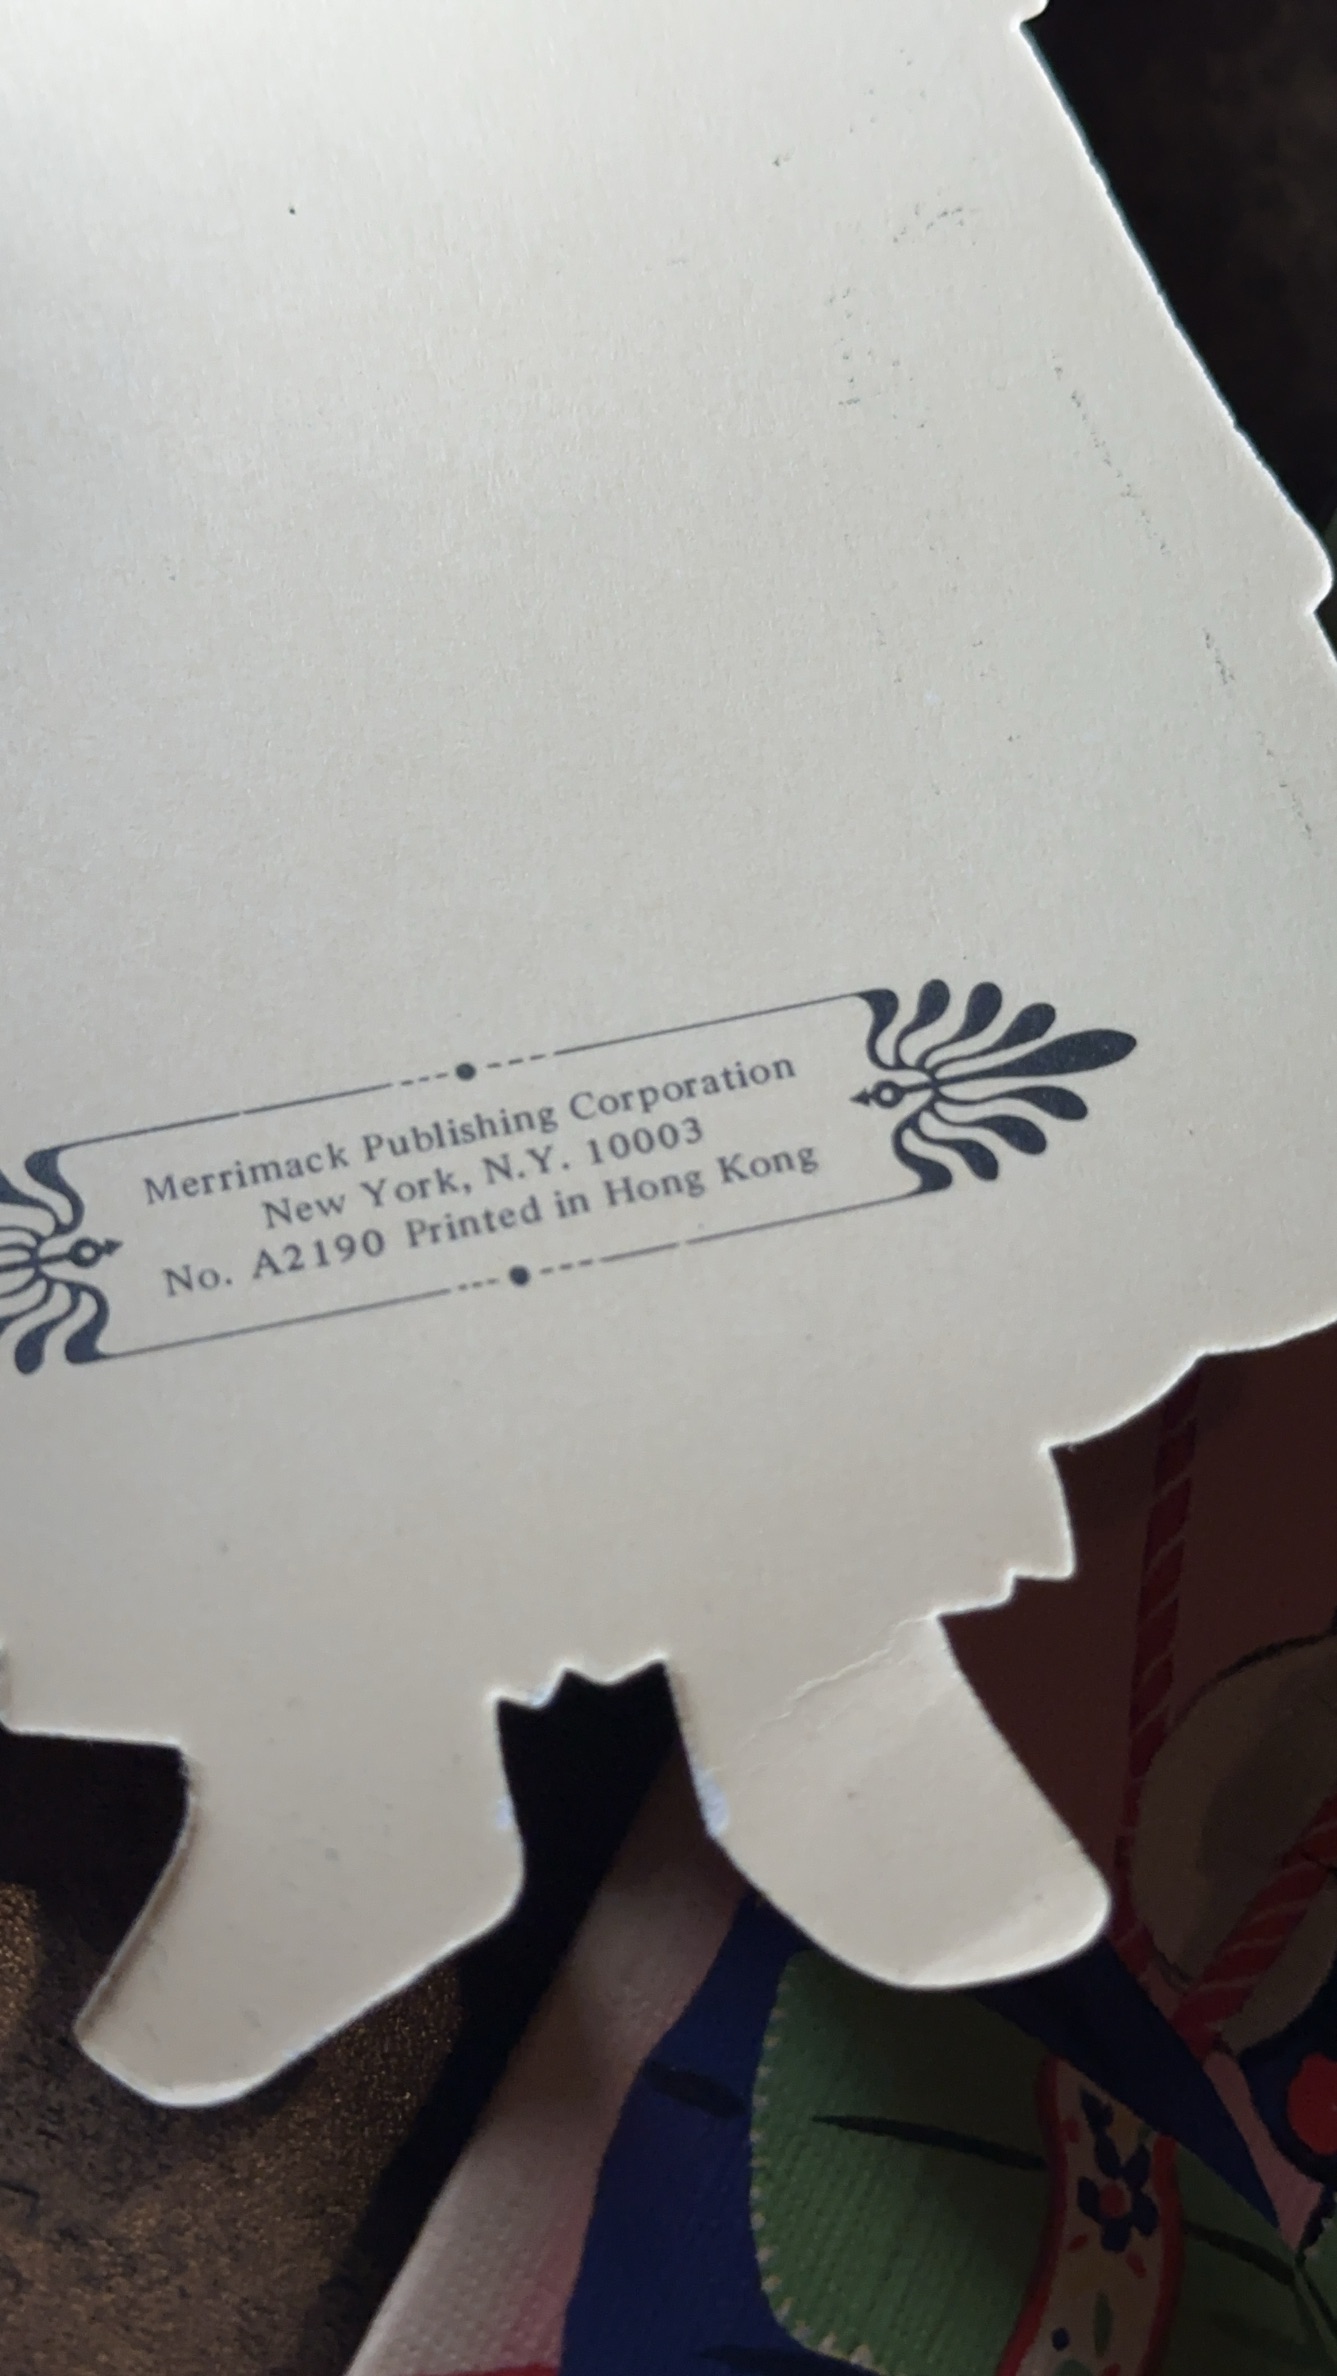 Merrimack Publishing Corporation
New York, N.Y. 10003
No. A2190 Printed in Hong Kong